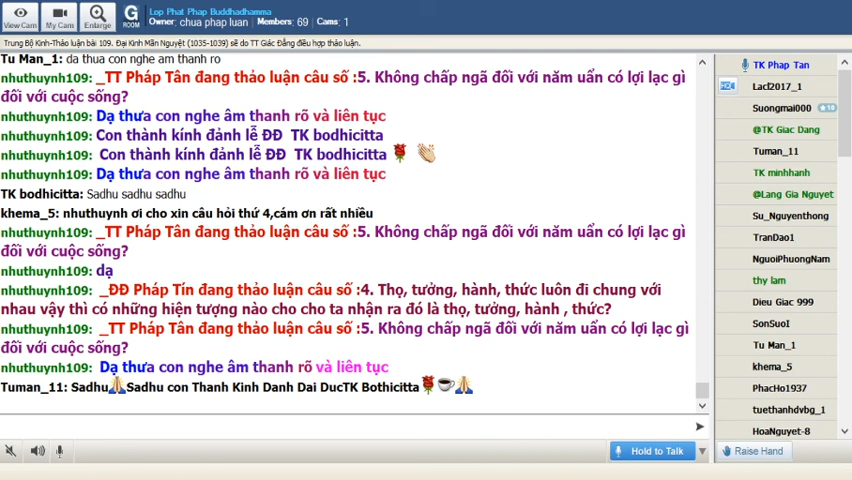 Lop Phat Phap Buddhadhamma
Owner: chua phap luan Members: 69 Cams: 1
View Cam
My Cam
Enlarge
G
ROOM
Trung Bộ Kinh-Thảo luận bài 109. Đại Kinh Mãn Nguyệt (1035-1039) sẽ do TT Giác Đẳng điều hợp thảo luận.
Tu Man_1: da thua con nghe am thanh ro
nhuthuynh109: _TT Pháp Tân đang thảo luận câu số :5. Không chấp ngã đối với năm uẩn có lợi lạc gì
đối với cuộc sống?
nhuthuynh109: Dạ thưa con nghe âm thanh rõ và liên tục
nhuthuynh109: Con thành kính đảnh lễ ĐĐ TK bodhicitta
nhuthuynh109: Con thành kính đảnh lễ ĐĐ TK bodhicitta
nhuthuynh109: Dạ thưa con nghe âm thanh rõ và liên tục
TK bodhicitta: Sadhu sadhu sadhu
khema_5: nhuthuynh ơi cho xin câu hỏi thứ 4,cám ơn rất nhiều
nhuthuynh109: _TT Pháp Tân đang thảo luận câu số :5. Không chấp ngã đối với năm uẩn có lợi lạc gì
đối với cuộc sống?
nhuthuynh109: dạ
nhuthuynh109: _ĐĐ Pháp Tín đang thảo luận câu số :4. Thọ, tưởng, hành, thức luôn đi chung với
nhau vậy thì có những hiện tượng nào cho cho ta nhận ra đó là thọ, tưởng, hành , thức?
nhuthuynh109: _TT Pháp Tân đang thảo luận câu số :5. Không chấp ngã đối với năm uẩn có lợi lạc gì
đối với cuộc sống?
nhuthuynh109: Dạ thưa con nghe âm thanh rõ và liên tục
Tuman_11: Sadhu Sadhu con Thanh Kinh Danh Dai DucTK Bothicitta
Hold to Talk
TK Phap Tan
Lacl2017_1
Suongmai000 10
@TK Giac Dang
Tuman_11
TK minhhanh
@Lang Gia Nguyet
Su_Nguyenthong
TranDao1
NguoiPhuongNam
thy lam
Dieu Giac 999
SonSuoI
Tu Man_1
khema_5
PhacHo1937
tuethanhdvbg_1
HoaNguyet-8
Raise Hand